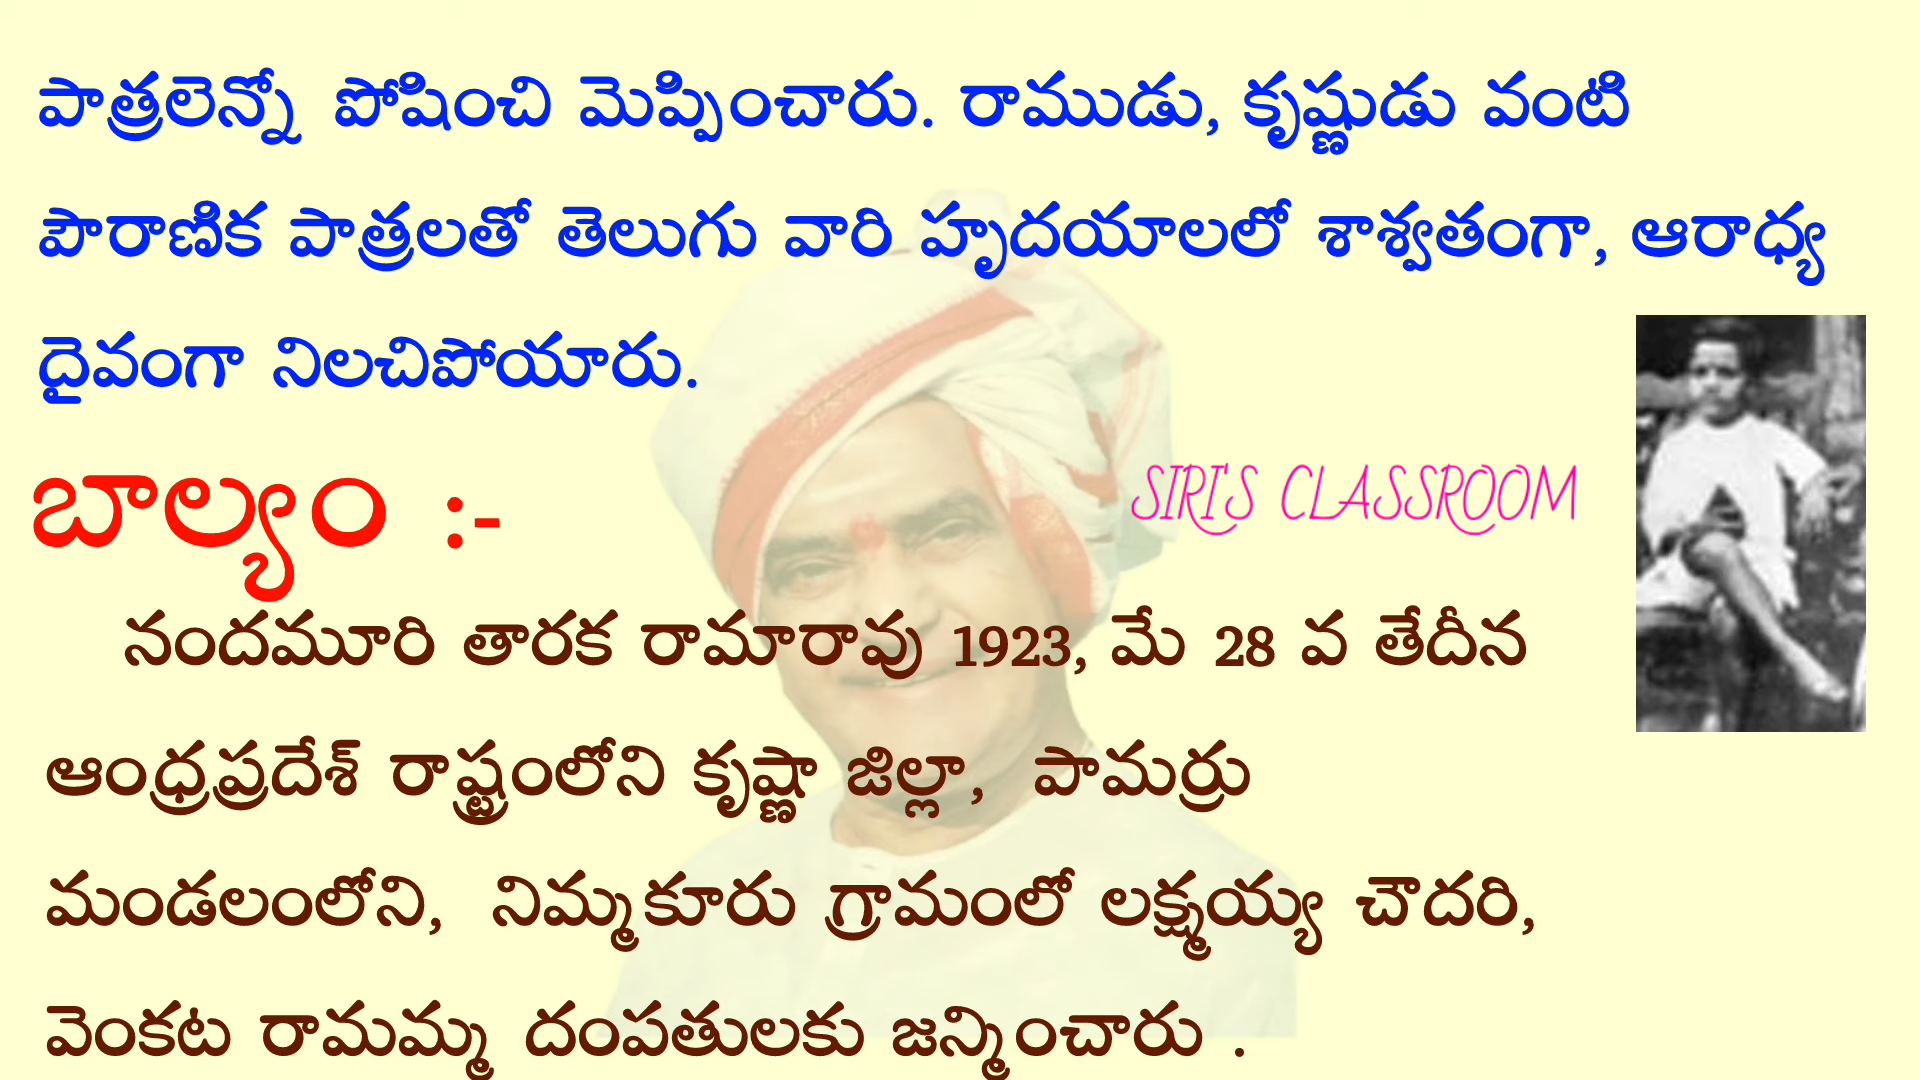 పాత్రలెన్నో పోషించి మెప్పించారు. రాముడు, కృష్ణుడు వంటి
పౌరాణిక పాత్రలతో తెలుగు వారి హృదయాలలో శాశ్వతంగా, ఆరాధ్య
దైవంగా నిలచిపోయారు.
బాల్యం :-
SIRI'S CLASSROOM
నందమూరి తారక రామారావు 1923, మే 28 వ తేదీన
ఆంధ్రప్రదేశ్ రాష్ట్రంలోని కృష్ణా జిల్లా, పామర్రు
మండలంలోని, నిమ్మకూరు గ్రామంలో లక్ష్మయ్య చౌదరి,
వెంకట రామమ్మ దంపతులకు జన్మించారు .